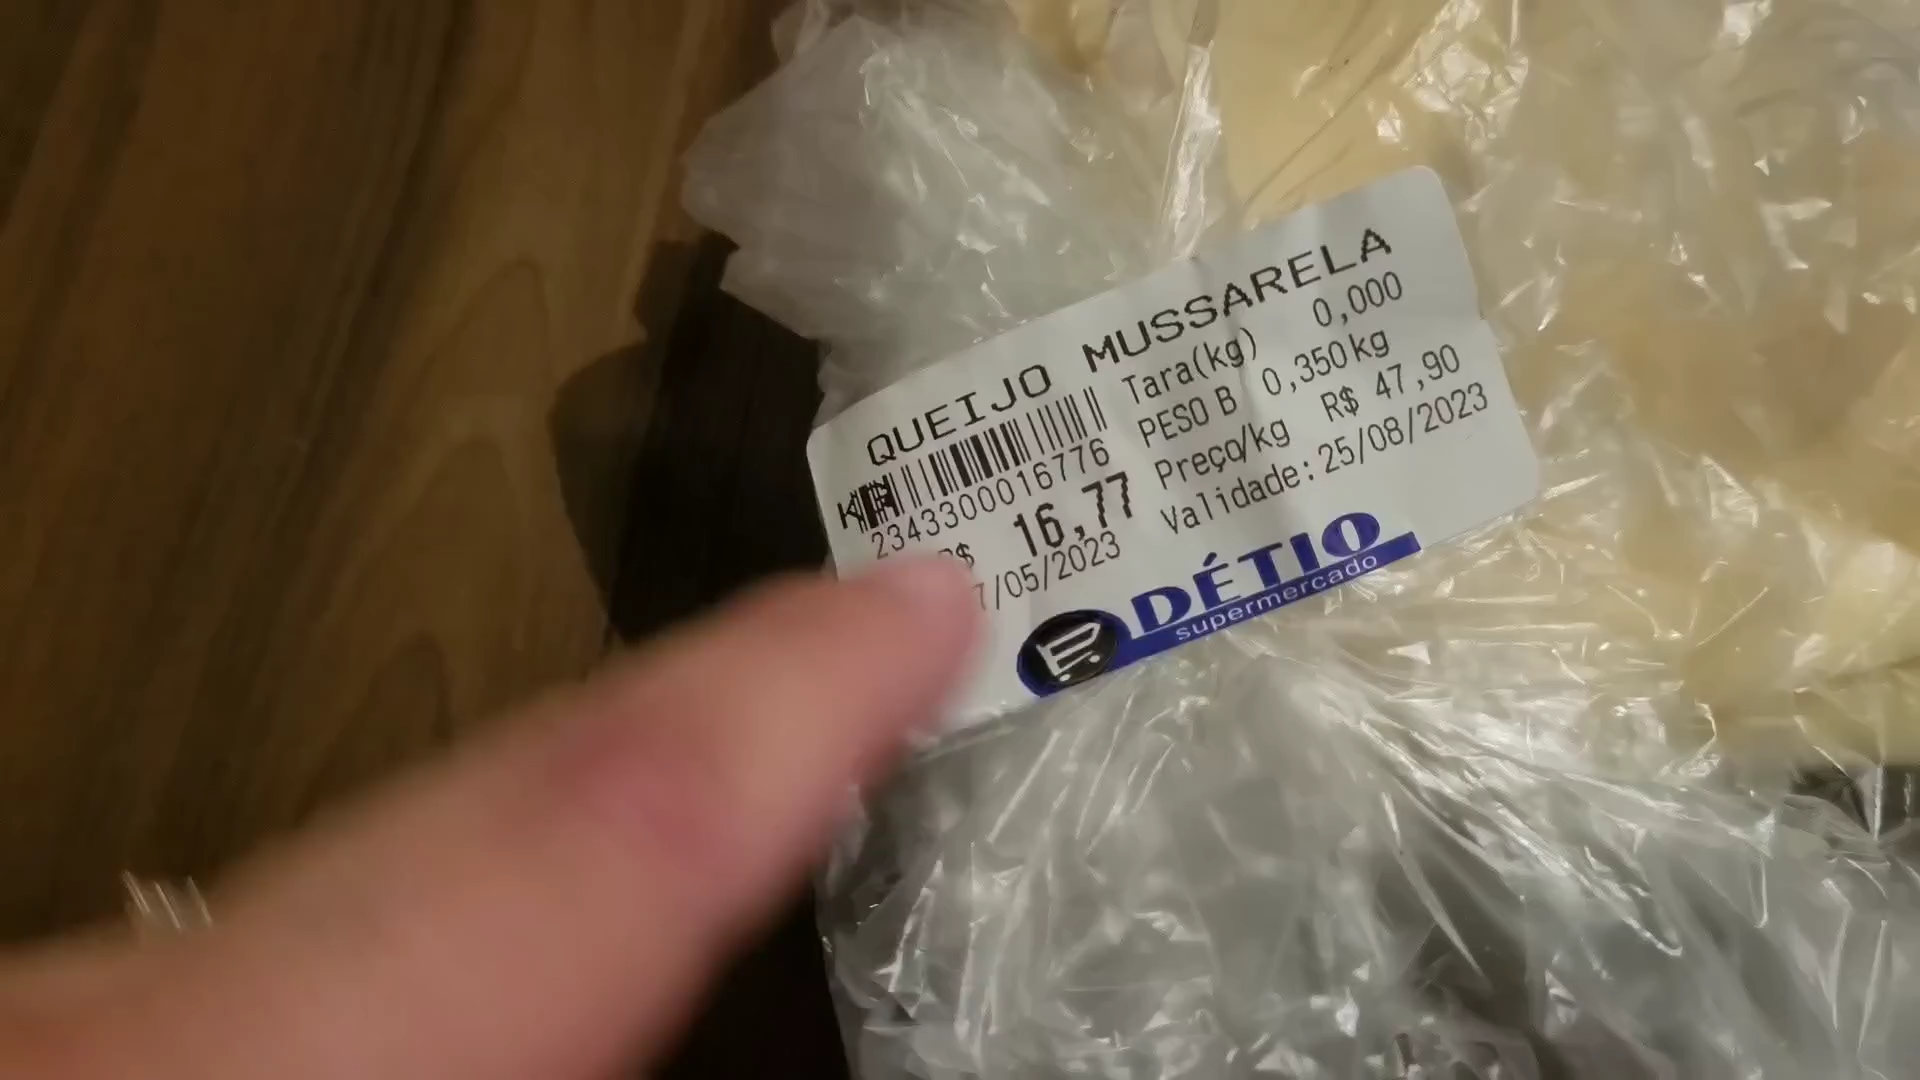 QUEIJO MUSSARELA
Tara(kg) 0,000
PESO B 0,350kg
2343300016776
Preço/kg R$ 47,90
R$ 16,77
Validade: 25/08/2023
7/05/2023
DÉTIO
supermercado